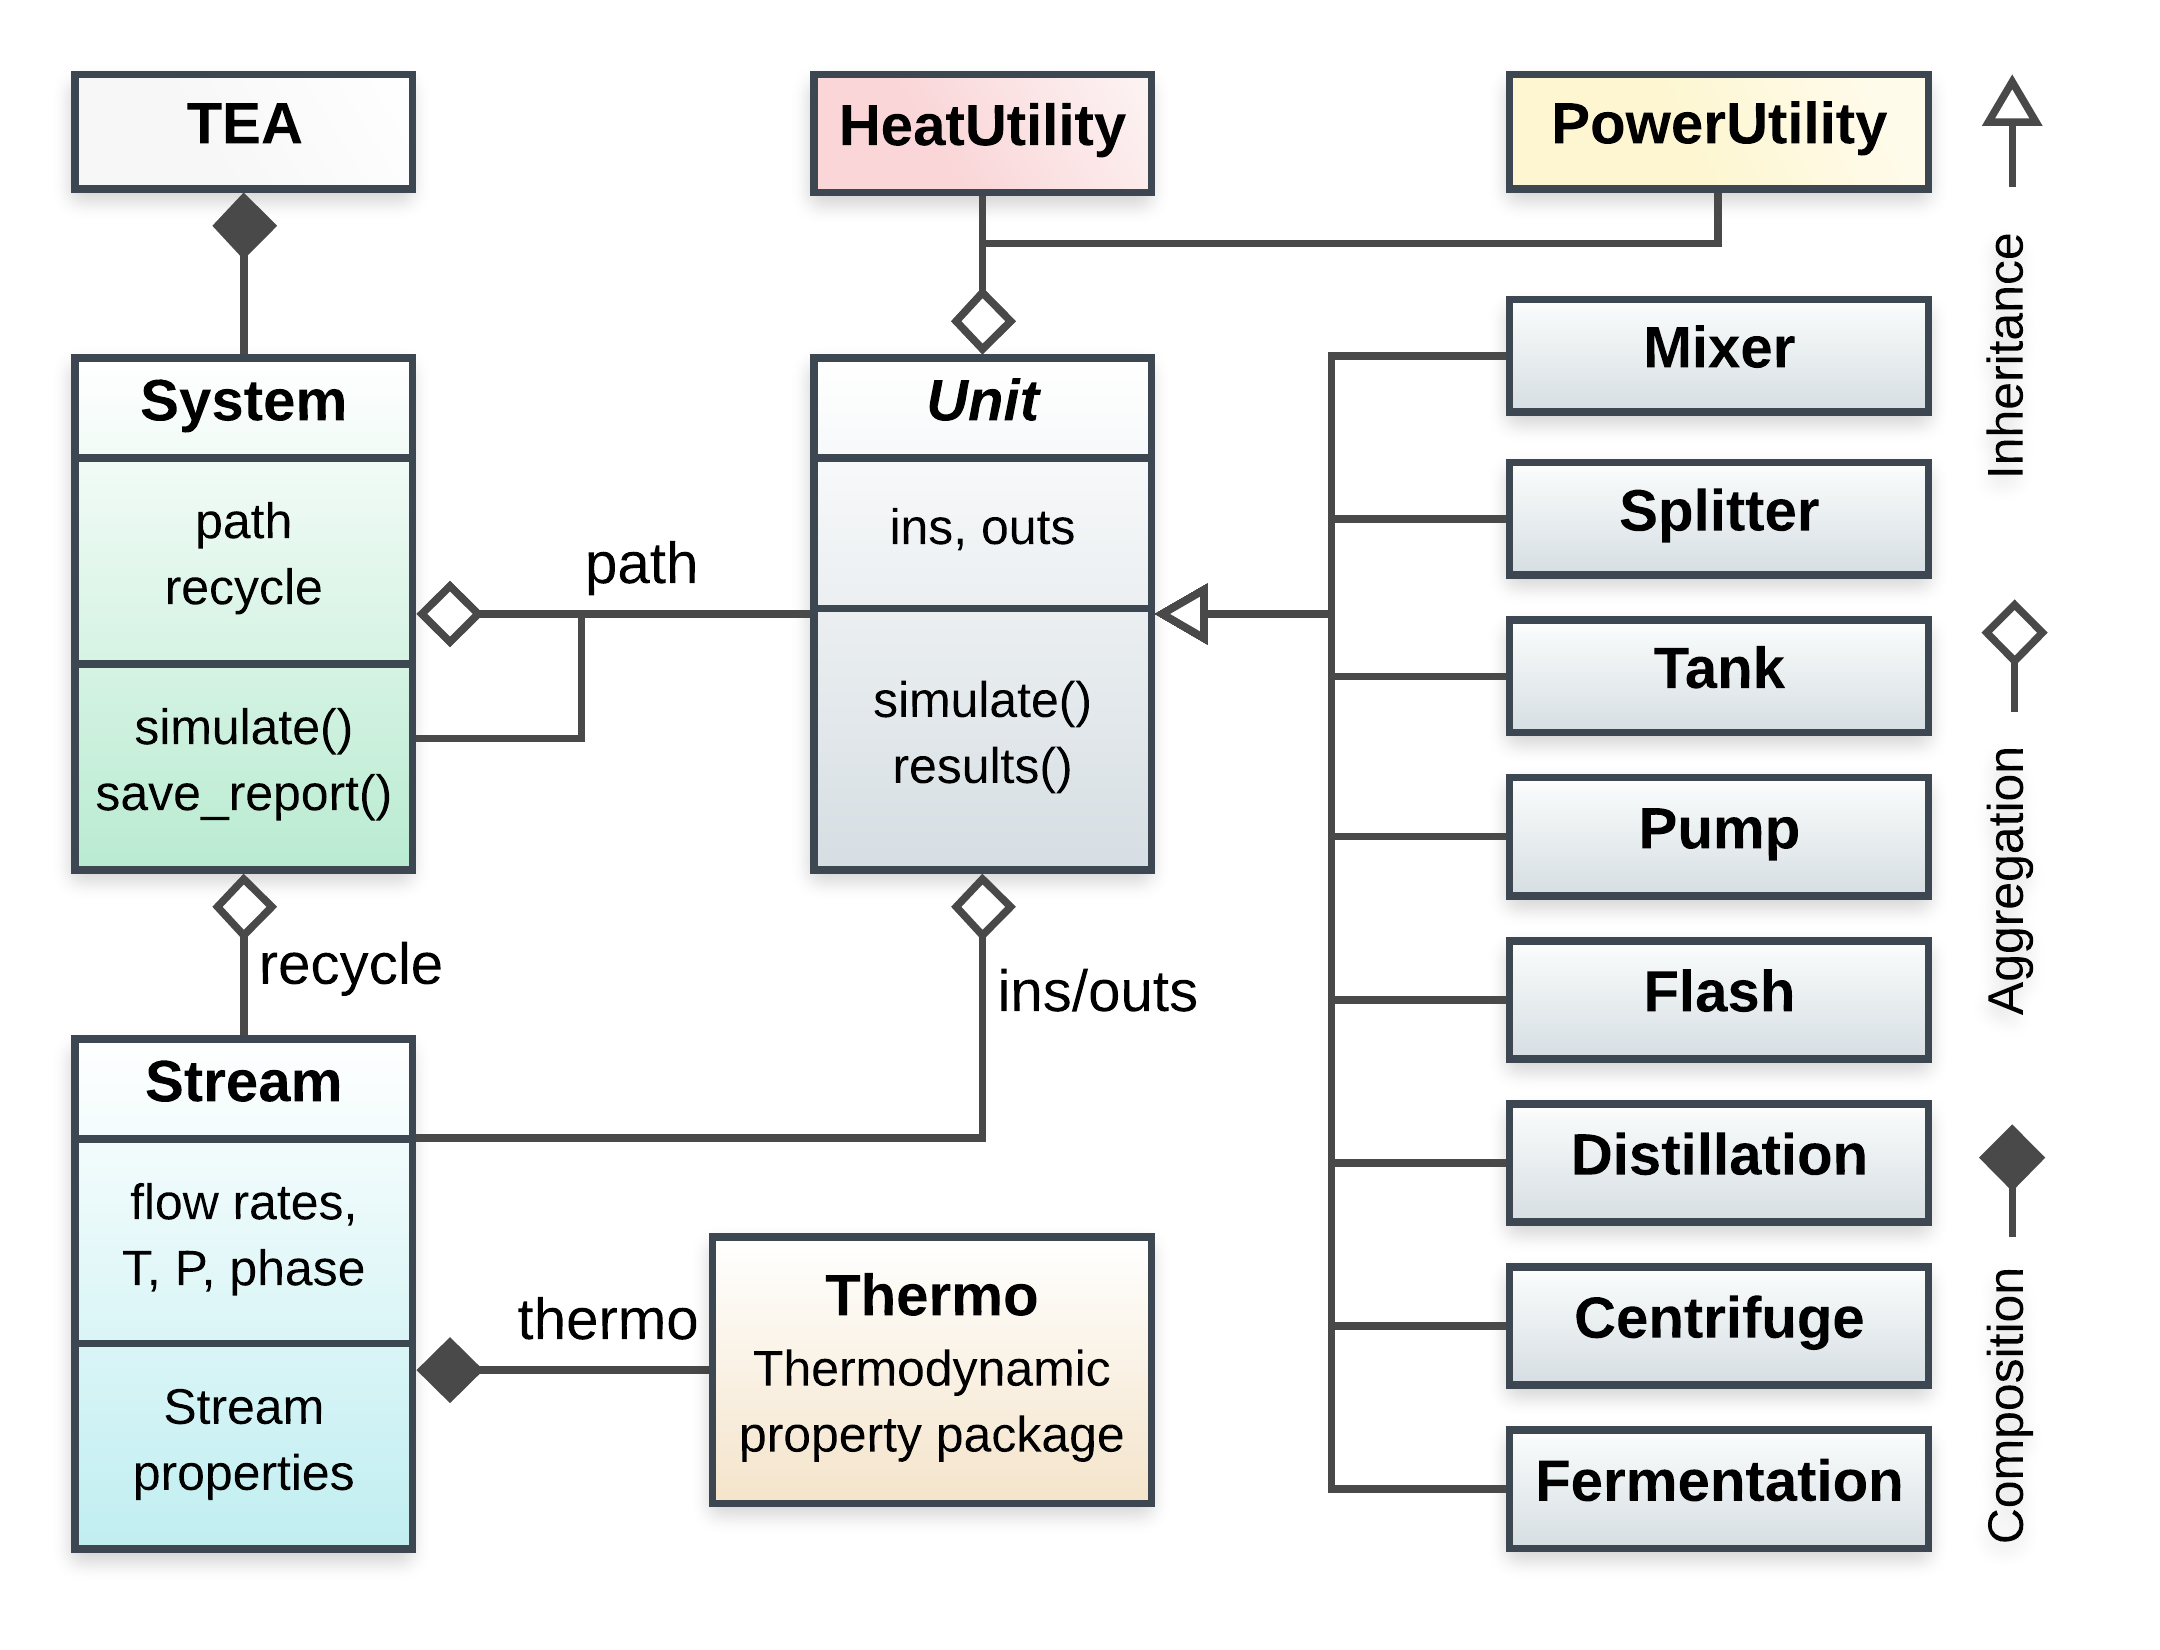 TEA
HeatUtility
PowerUtility
System
path
recycle
simulate()
save_report()
path
Unit
ins, outs
simulate()
results()
recycle
ins/outs
Stream
flow rates,
T, P, phase
Stream
properties
thermo
Thermo
Thermodynamic
property package
Mixer
Splitter
Tank
Pump
Flash
Distillation
Centrifuge
Fermentation
Inheritance
Aggregation
Composition